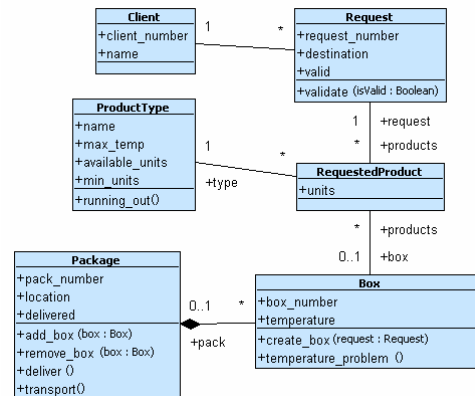 Client
+client_number
+name
1
*
Request
+request_number
+destination
+valid
+validate (isValid : Boolean)
1
+request
*
+products
ProductType
+name
+max_temp
+available_units
+min_units
+running_out()
1
+type
*
RequestedProduct
+units
*
+products
0..1
+box
Package
+pack_number
+location
+delivered
+add_box (box : Box)
+remove_box (box : Box)
+deliver ()
+transport()
0..1
*
+pack
Box
+box_number
+temperature
+create_box (request : Request)
+temperature_problem ()